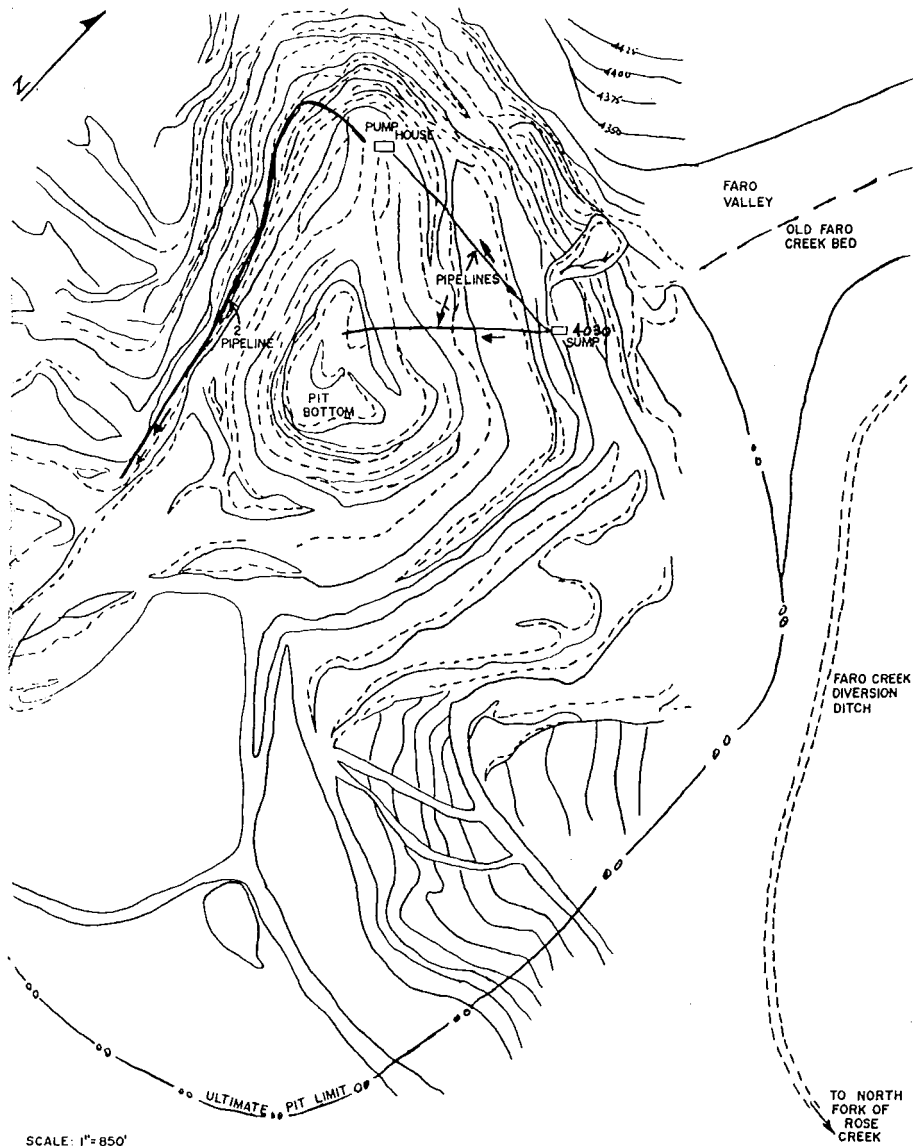 N
4425
4400
4375
4350
PUMP
HOUSE
FARO
VALLEY
OLD FARO
CREEK BED
PIPELINES
4030
SUMP
2
PIPELINE
PIT
BOTTOM
FARO CREEK
DIVERSION
DITCH
ULTIMATE PIT LIMIT
TO NORTH
FORK OF
ROSE
CREEK
SCALE: 1"=850'